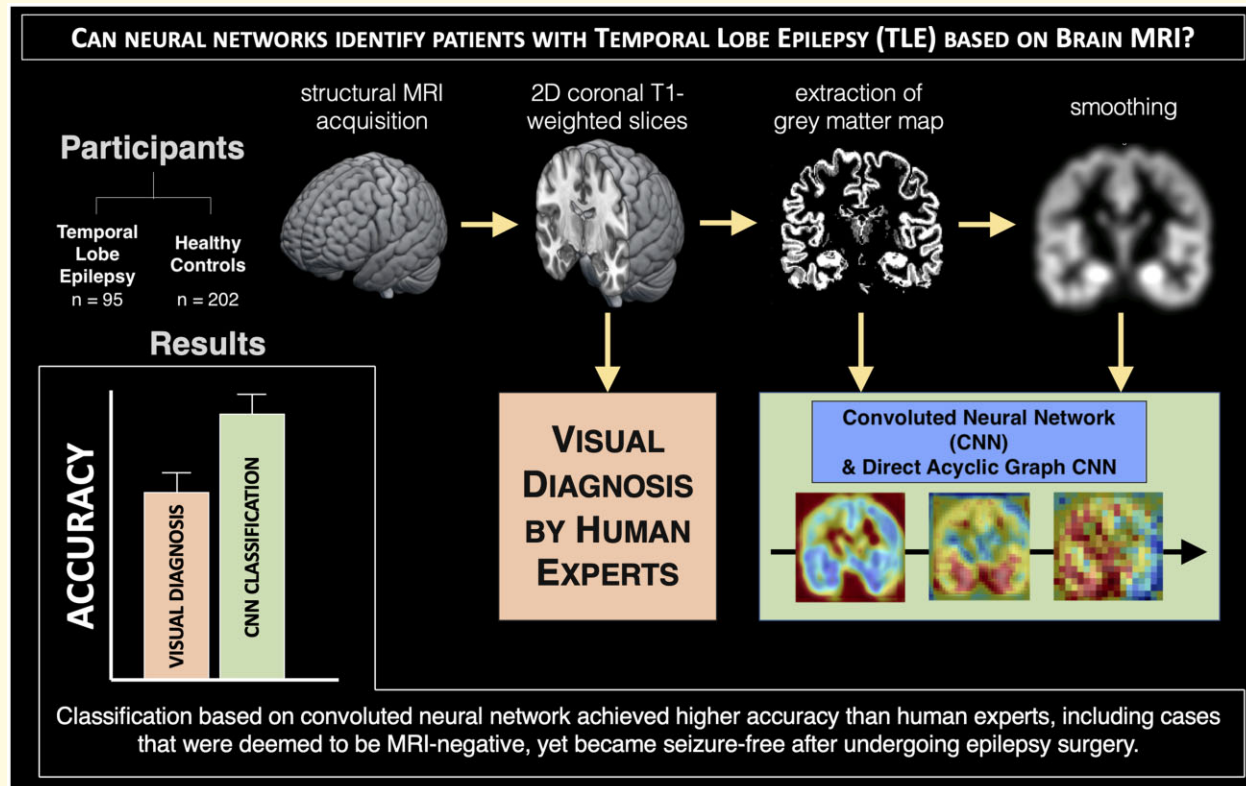 CAN NEURAL NETWORKS IDENTIFY PATIENTS WITH TEMPORAL LOBE EPILEPSY (TLE) BASED ON BRAIN MRI?
Participants
Temporal
Lobe
Epilepsy
n = 95
Healthy
Controls
n = 202
structural MRI
acquisition
2D coronal T1-
weighted slices
extraction of
grey matter map
smoothing
VISUAL
DIAGNOSIS
BY HUMAN
EXPERTS
Convoluted Neural Network
(CNN)
& Direct Acyclic Graph CNN
Results
ACCURACY
VISUAL DIAGNOSIS
CNN CLASSIFICATION
Classification based on convoluted neural network achieved higher accuracy than human experts, including cases
that were deemed to be MRI-negative, yet became seizure-free after undergoing epilepsy surgery.